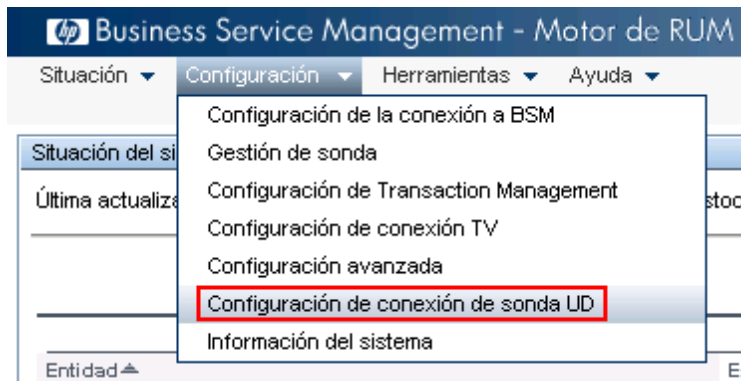 hp Business Service Management - Motor de RUM
Situación Configuración Herramientas Ayuda
Configuración de la conexión a BSM
Situación del si
Gestión de sonda
Configuración de Transaction Management
Última actualiza
Configuración de conexión TV
Configuración avanzada
Configuración de conexión de sonda UD
Información del sistema
Entidad